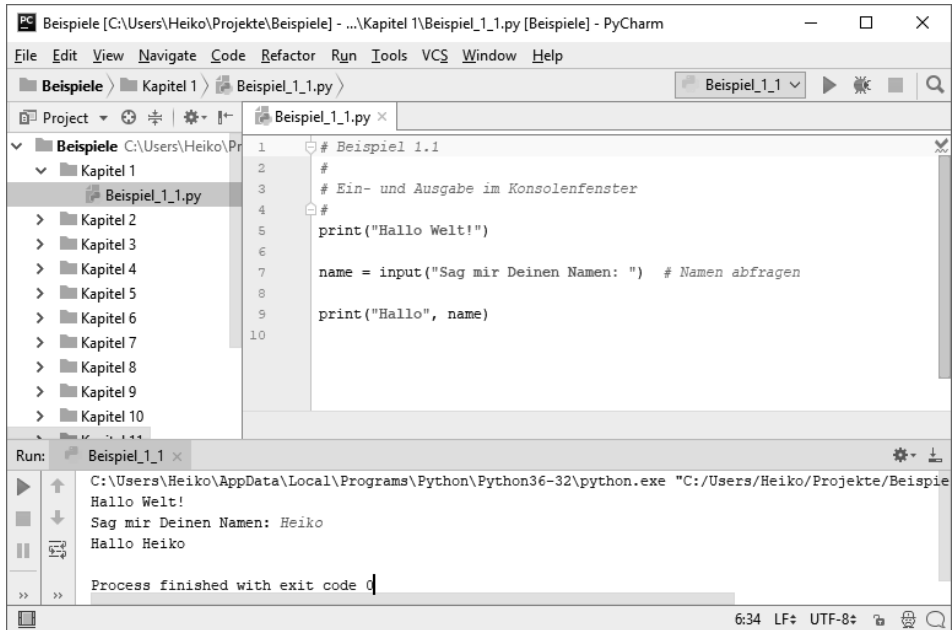 PC Beispiele [C:\Users\Heiko\Projekte\Beispiele] - ...\Kapitel 1\Beispiel_1_1.py [Beispiele] - PyCharm
File Edit View Navigate Code Refactor Run Tools VCS Window Help
Beispiele Kapitel 1 Beispiel_1_1.py Beispiel_1_1
Project Beispiel_1_1.py
Beispiele C:\Users\Heiko\Pr
Kapitel 1
Beispiel_1_1.py
Kapitel 2
Kapitel 3
Kapitel 4
Kapitel 5
Kapitel 6
Kapitel 7
Kapitel 8
Kapitel 9
Kapitel 10
Kapitel 11
1 # Beispiel 1.1
2 #
3 # Ein- und Ausgabe im Konsolenfenster
4 #
5 print("Hallo Welt!")
6
7 name = input("Sag mir Deinen Namen: ") # Namen abfragen
8
9 print("Hallo", name)
10
Run: Beispiel_1_1
C:\Users\Heiko\AppData\Local\Programs\Python\Python36-32\python.exe "C:/Users/Heiko/Projekte/Beispie
Hallo Welt!
Sag mir Deinen Namen: Heiko
Hallo Heiko
Process finished with exit code 0
6:34 LF UTF-8